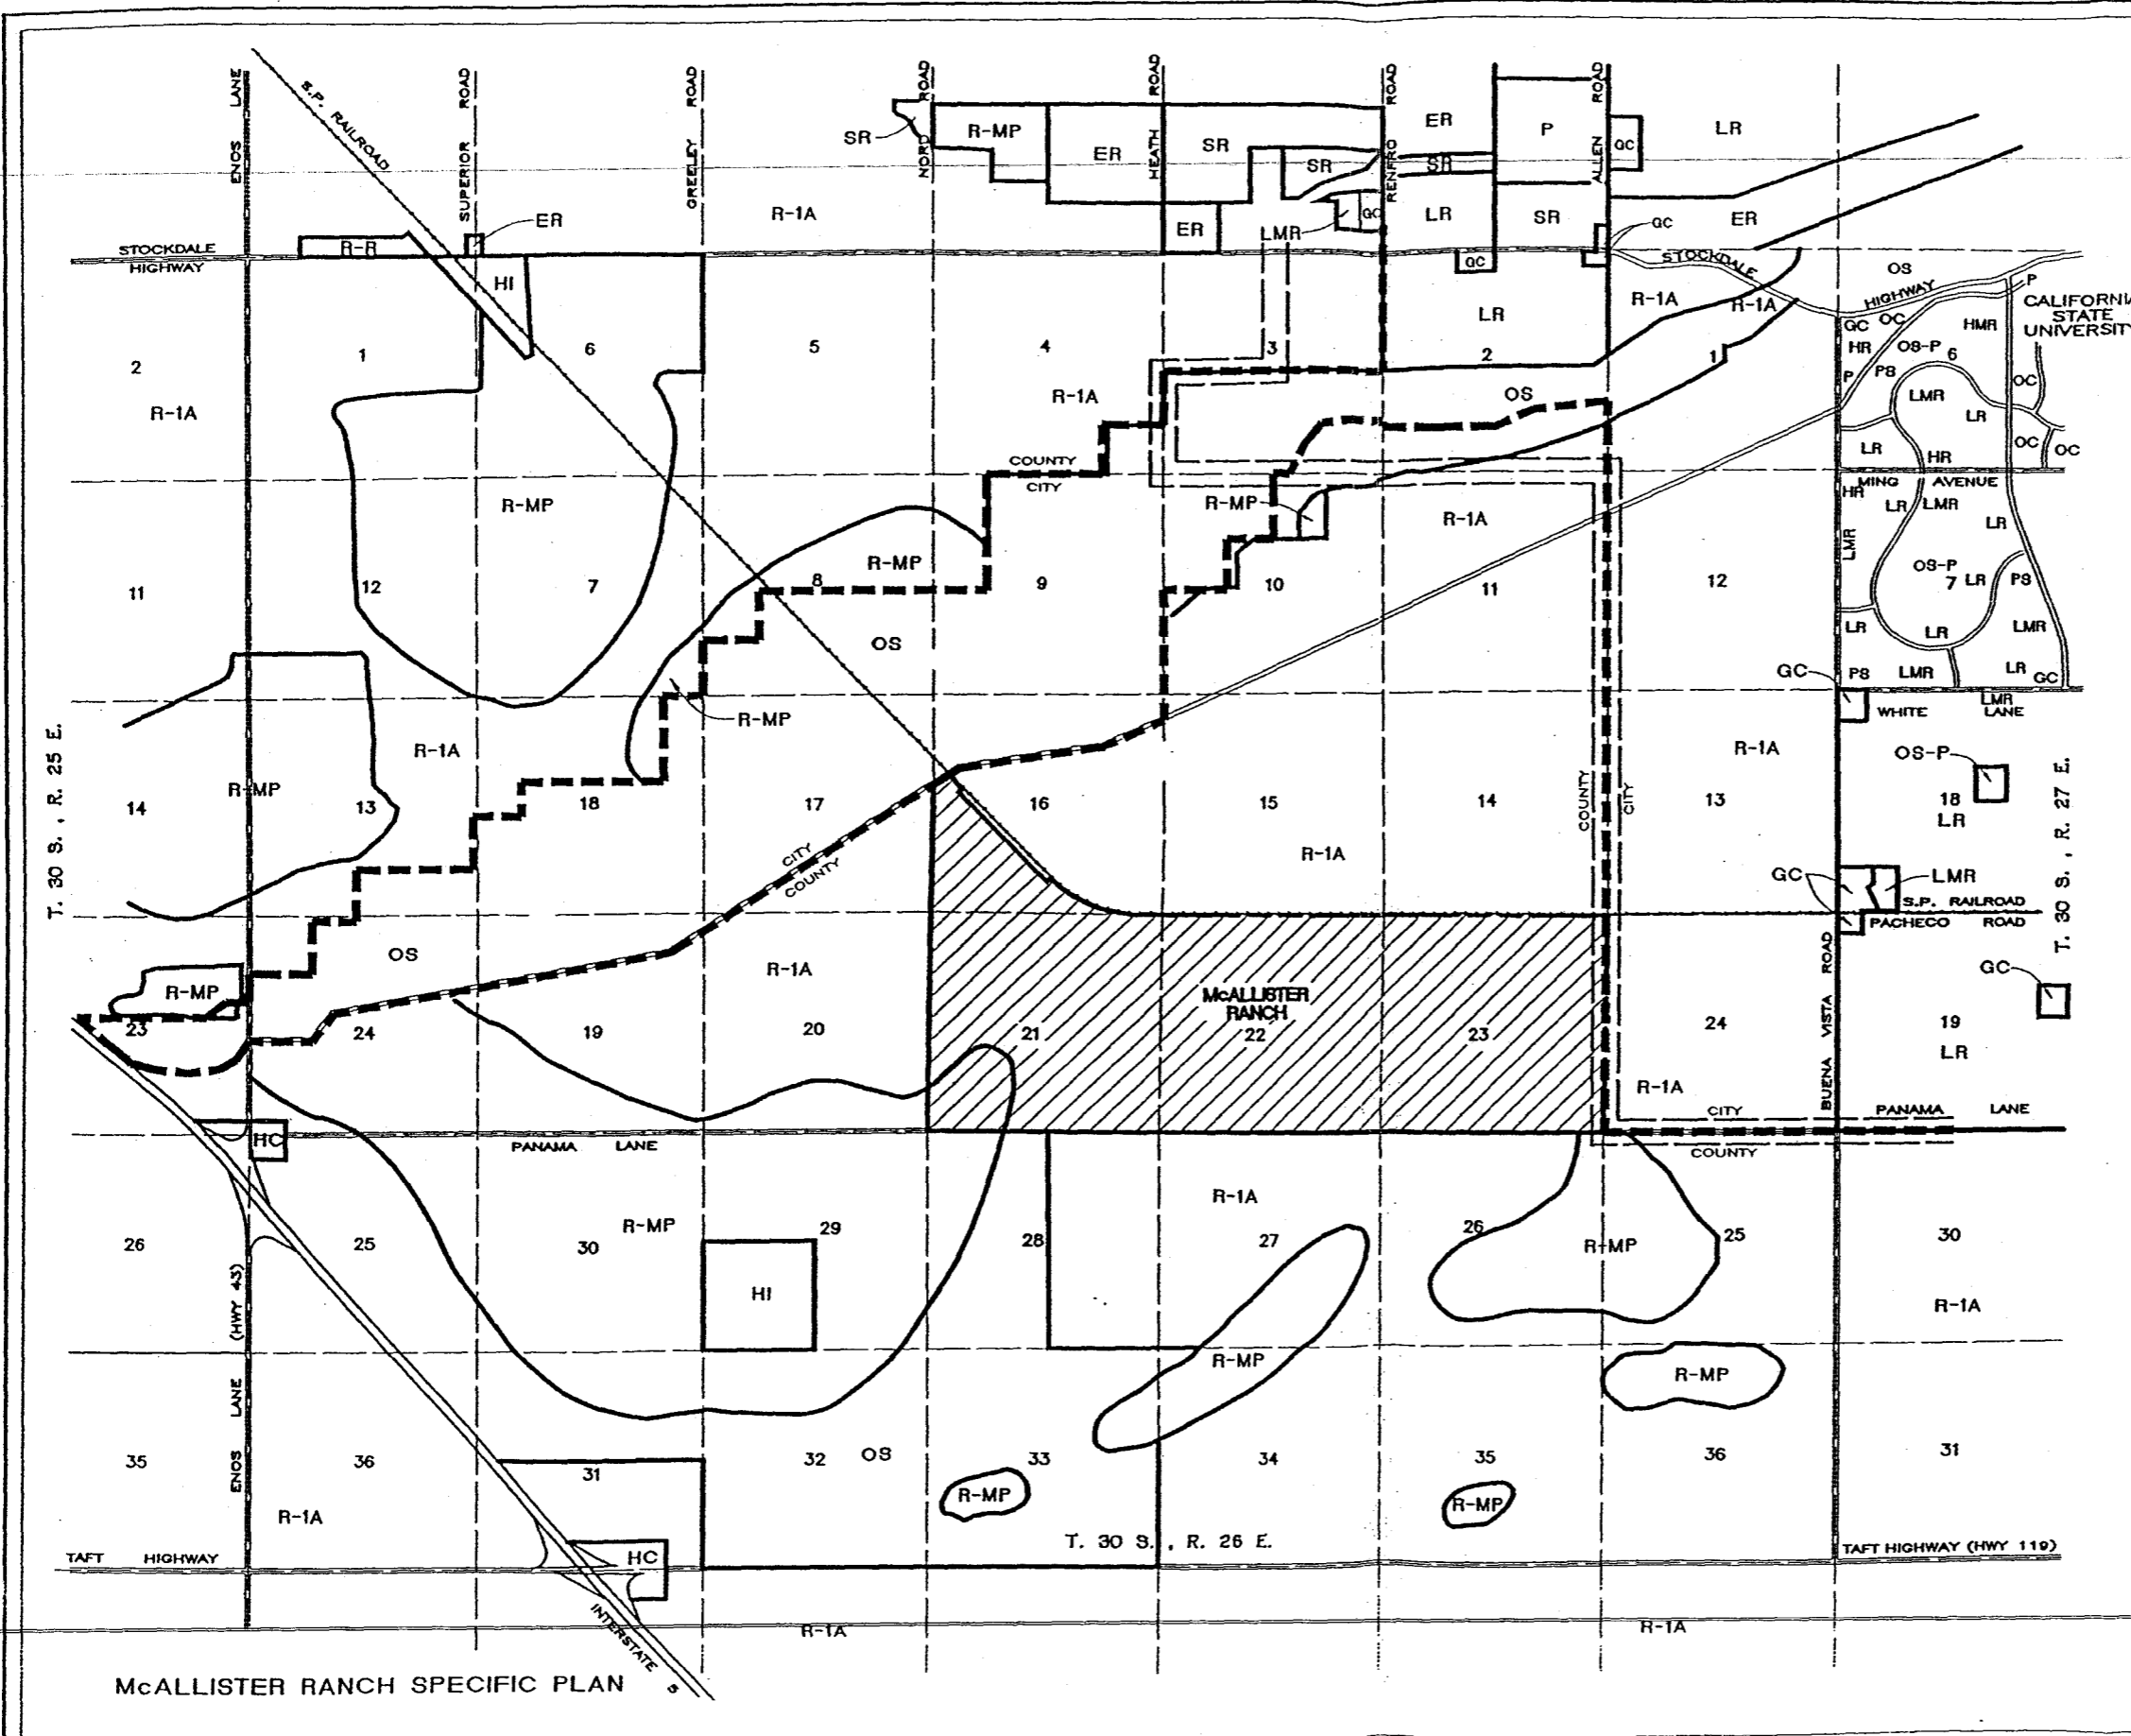 ENOS LANE
S.P. RAILROAD
SUPERIOR ROAD
GREELEY ROAD
NORD ROAD
HEATH ROAD
RENFRO ROAD
ALLEN ROAD
SR
R-MP
ER
SR
SR
ER
SR
P
GC
LR
STOCKDALE
HIGHWAY
R-R
ER
R-1A
ER
LMR
GC
LR
SR
GC
ER
HI
GC
STOCKDALE
HIGHWAY
OS
P
CALIFORNIA
STATE
UNIVERSITY
2
R-1A
1
6
5
4
R-1A
3
LR
2
OS
R-1A
R-1A
1
GC
OC
HMR
HR
OS-P
6
P
PS
LMR
LR
OC
OC
OC
LR
HR
MING AVENUE
COUNTY
CITY
R-MP
R-MP
R-1A
HR
LR
LMR
LR
LMR
OS-P
7
LR
PS
LR
LR
LMR
GC
PS
LMR
LR
GC
11
12
7
8
R-MP
9
10
11
12
OS
LMR
WHITE LANE
T. 30 S., R. 25 E.
R-1A
R-MP
R-1A
OS-P
14
R-MP
13
18
17
16
15
14
13
18
LR
T. 30 S., R. 27 E.
CITY
COUNTY
R-1A
COUNTY
CITY
GC
LMR
S.P. RAILROAD
PACHECO ROAD
OS
R-1A
GC
R-MP
McALLISTER
RANCH
23
24
19
20
21
22
23
24
19
LR
R-1A
BUENA VISTA ROAD
CITY
PANAMA LANE
HC
PANAMA LANE
COUNTY
26
25
30
R-MP
29
28
R-1A
27
26
R-MP
25
30
HI
R-1A
ENOS LANE (HWY 43)
R-MP
R-MP
35
36
31
32
OS
33
34
35
36
31
R-MP
R-MP
R-1A
T. 30 S., R. 26 E.
TAFT HIGHWAY
HC
TAFT HIGHWAY (HWY 119)
INTERSTATE 5
R-1A
R-1A
McALLISTER RANCH SPECIFIC PLAN